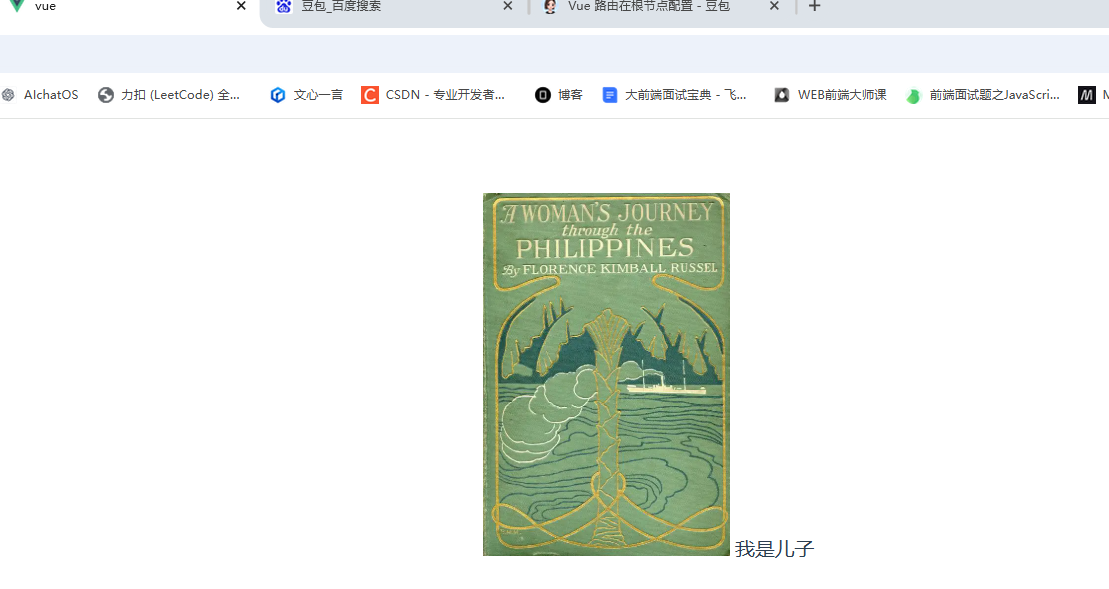 vue
豆包_百度搜索
Vue 路由在根节点配置 - 豆包
AIchatOS
力扣 (LeetCode) 全...
文心一言
CSDN - 专业开发者...
博客
大前端面试宝典 - 飞...
WEB前端大师课
前端面试题之JavaScri...
A WOMAN'S JOURNEY
through the
PHILIPPINES
By FLORENCE KIMBALL RUSSEL
我是儿子